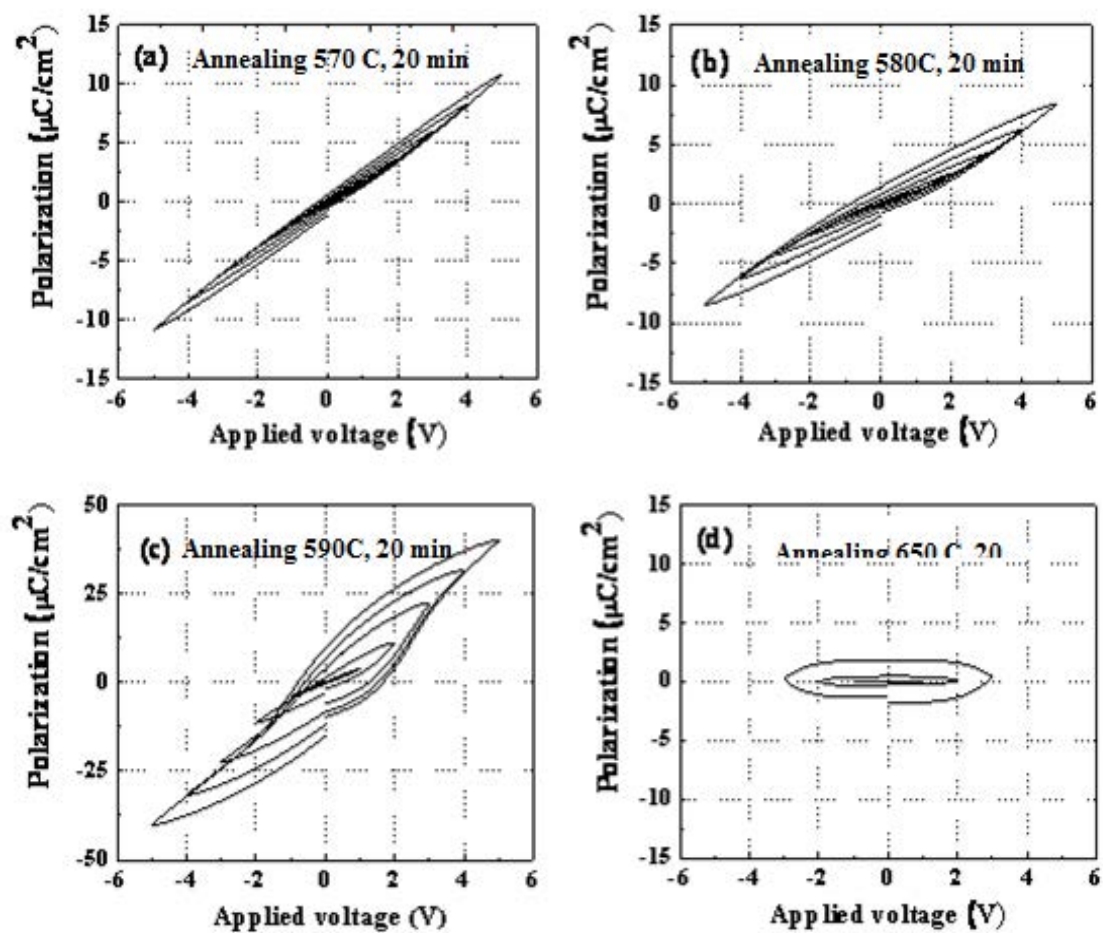 (a) Annealing 570 C, 20 min
Polarization (μC/cm²)
15
10
5
0
-5
-10
-15
-6 -4 -2 0 2 4 6
Applied voltage (V)
(b) Annealing 580C, 20 min
Polarization (μC/cm²)
15
10
5
0
-5
-10
-15
-6 -4 -2 0 2 4 6
Applied voltage (V)
(c) Annealing 590C, 20 min
Polarization (μC/cm²)
50
25
0
-25
-50
-6 -4 -2 0 2 4 6
Applied voltage (V)
(d) Annealing 650 C, 20
Polarization (μC/cm²)
15
10
5
0
-5
-10
-15
-6 -4 -2 0 2 4 6
Applied voltage (V)